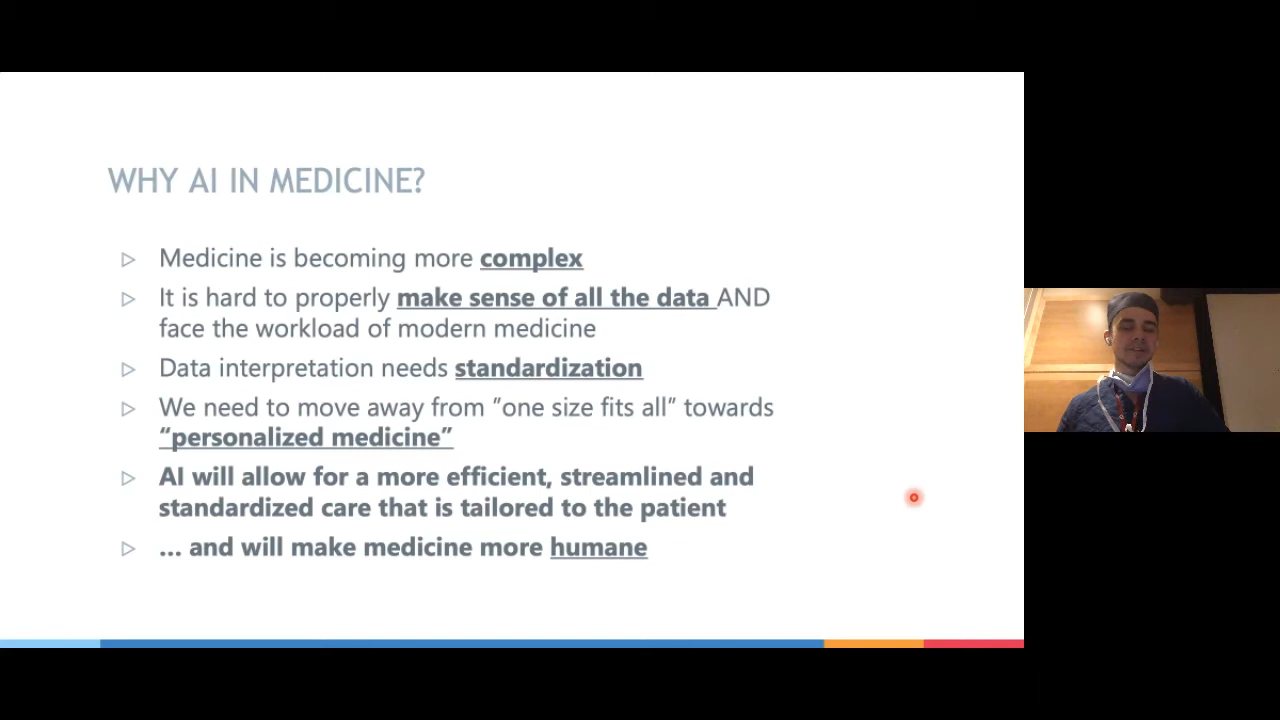 WHY AI IN MEDICINE?
▷ Medicine is becoming more complex
▷ It is hard to properly make sense of all the data AND
face the workload of modern medicine
▷ Data interpretation needs standardization
▷ We need to move away from ”one size fits all” towards
“personalized medicine”
▷ AI will allow for a more efficient, streamlined and
standardized care that is tailored to the patient
▷ … and will make medicine more humane